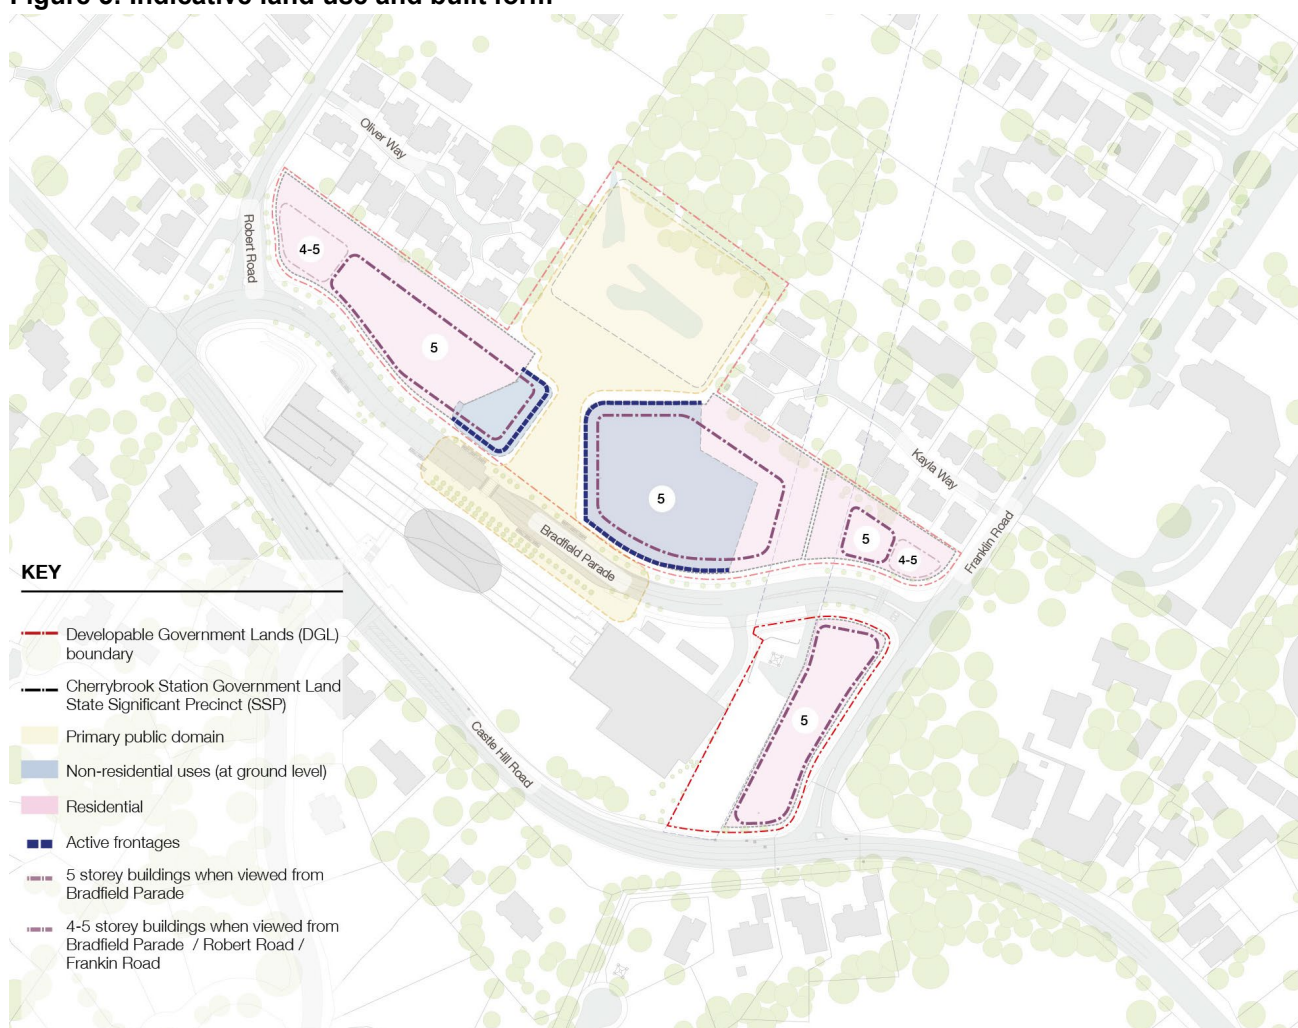 Figure 3: Indicative land use and built form
Oliver Way
Robert Road
4-5
5
5
Bradfield Parade
Kayla Way
5
4-5
Franklin Road
5
Castle Hill Road
KEY
Developable Government Lands (DGL)
boundary
Cherrybrook Station Government Land
State Significant Precinct (SSP)
Primary public domain
Non-residential uses (at ground level)
Residential
Active frontages
5 storey buildings when viewed from
Bradfield Parade
4-5 storey buildings when viewed from
Bradfield Parade / Robert Road /
Frankin Road